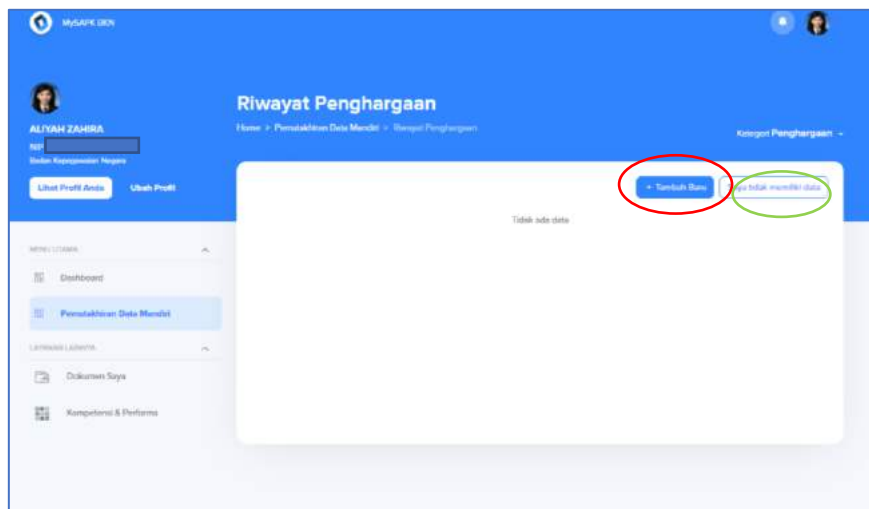 MySAPK BKN
Riwayat Penghargaan
ALIYAH ZAHIRA
Home > Pemutakhiran Data Mandiri > Riwayat Penghargaan
Kategori Penghargaan
NIP
Badan Kepegawaian Negara
Lihat Profil Anda
Ubah Profil
+ Tambah Baru
Saya tidak memiliki data
Tidak ada data
MENU UTAMA
Dashboard
Pemutakhiran Data Mandiri
LAYANAN LAINNYA
Dokumen Saya
Kompetensi & Performa